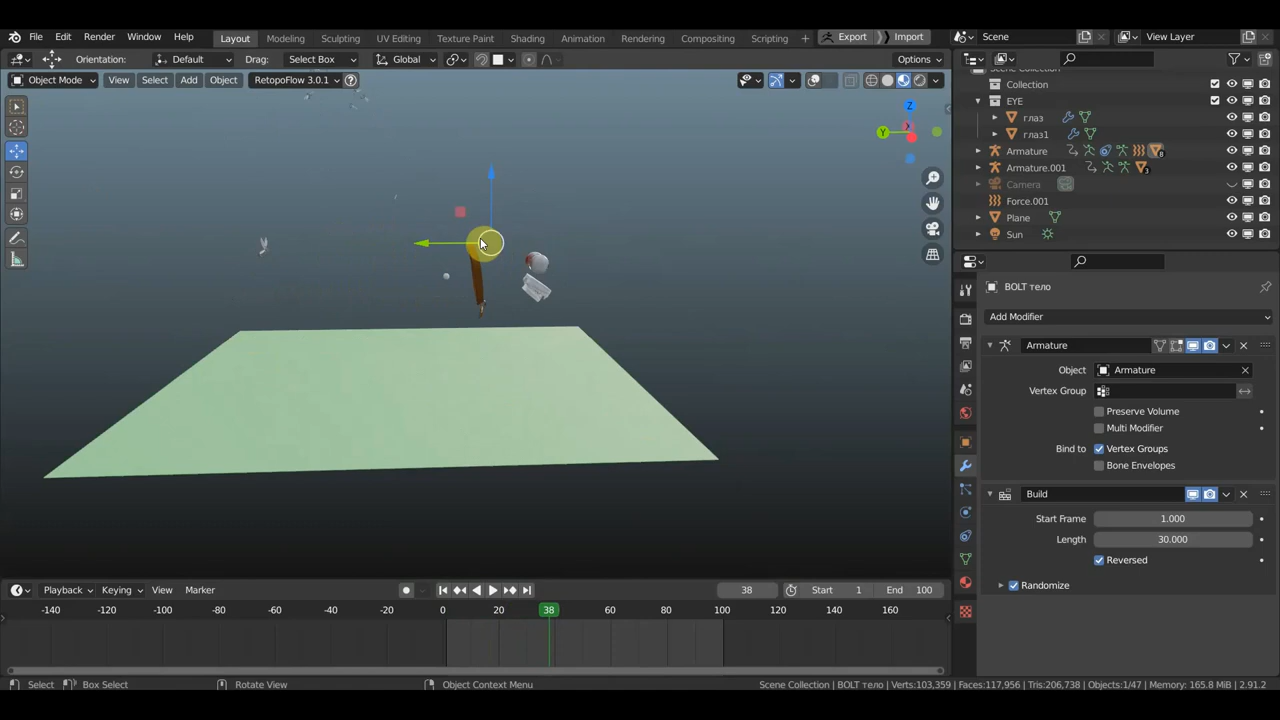 File Edit Render Window Help Layout Modeling Sculpting UV Editing Texture Paint Shading Animation Rendering Compositing Scripting + Export Import Scene View Layer
Orientation: Default Drag: Select Box Global Options
Object Mode View Select Add Object RetopoFlow 3.0.1
Scene Collection
Collection
EYE
глаз
глаз1
Armature 8
Armature.001 3
Camera
Force.001
Plane
Sun
Z
Y
BOLT тело
Add Modifier
Armature
Object Armature
Vertex Group
Preserve Volume
Multi Modifier
Bind to Vertex Groups
Bone Envelopes
Build
Start Frame 1.000
Length 30.000
Reversed
Randomize
Playback Keying View Marker 38 Start 1 End 100
-140 -120 -100 -80 -60 -40 -20 0 20 38 60 80 100 120 140 160
Select Box Select Rotate View Object Context Menu Scene Collection | BOLT тело | Verts:103,359 | Faces:117,956 | Tris:206,738 | Objects:1/47 | Memory: 165.8 MiB | 2.91.2